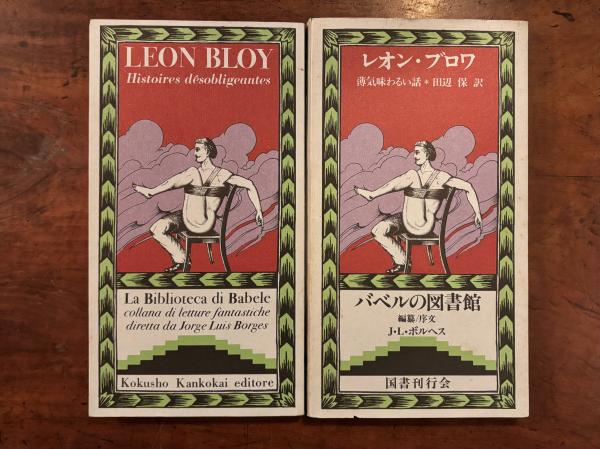 LEON BLOY
Histoires désobligeantes
La Biblioteca di Babele
collana di letture fantastiche
diretta da Jorge Luis Borges
Kokusho Kankokai editore
レオン・ブロワ
薄気味わるい話*田辺 保 訳
バベルの図書館
編纂/序文
J・L・ボルヘス
国書刊行会